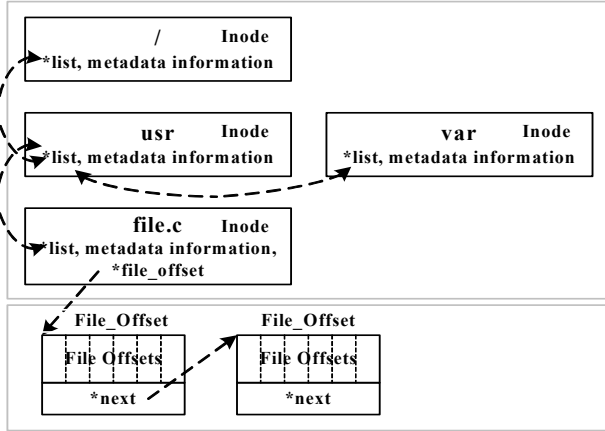 / Inode
*list, metadata information
usr Inode
*list, metadata information
var Inode
*list, metadata information
file.c Inode
*list, metadata information,
*file_offset
File_Offset
File Offsets
*next
File_Offset
File Offsets
*next